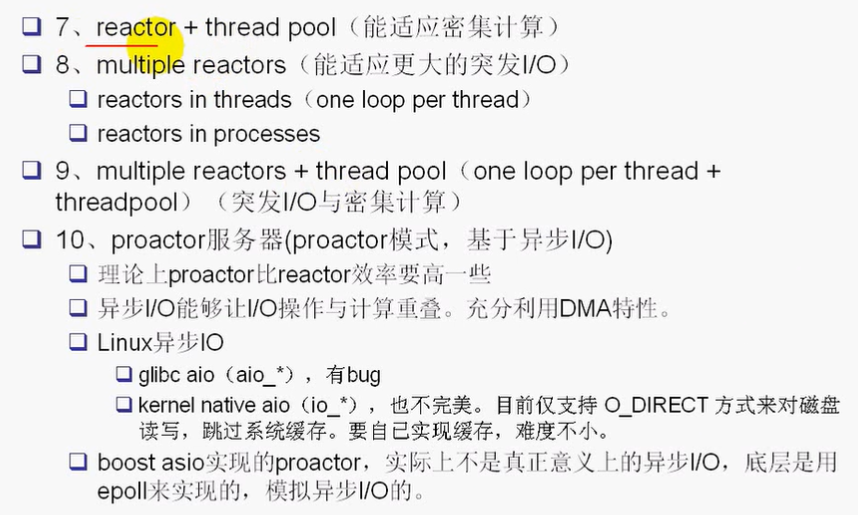 7、reactor + thread pool（能适应密集计算）
8、multiple reactors（能适应更大的突发I/O）
reactors in threads（one loop per thread）
reactors in processes
9、multiple reactors + thread pool（one loop per thread +
threadpool）（突发I/O与密集计算）
10、proactor服务器(proactor模式，基于异步I/O)
理论上proactor比reactor效率要高一些
异步I/O能够让I/O操作与计算重叠。充分利用DMA特性。
Linux异步IO
glibc aio（aio_*），有bug
kernel native aio（io_*），也不完美。目前仅支持 O_DIRECT 方式来对磁盘
读写，跳过系统缓存。要自己实现缓存，难度不小。
boost asio实现的proactor，实际上不是真正意义上的异步I/O，底层是用
epoll来实现的，模拟异步I/O的。